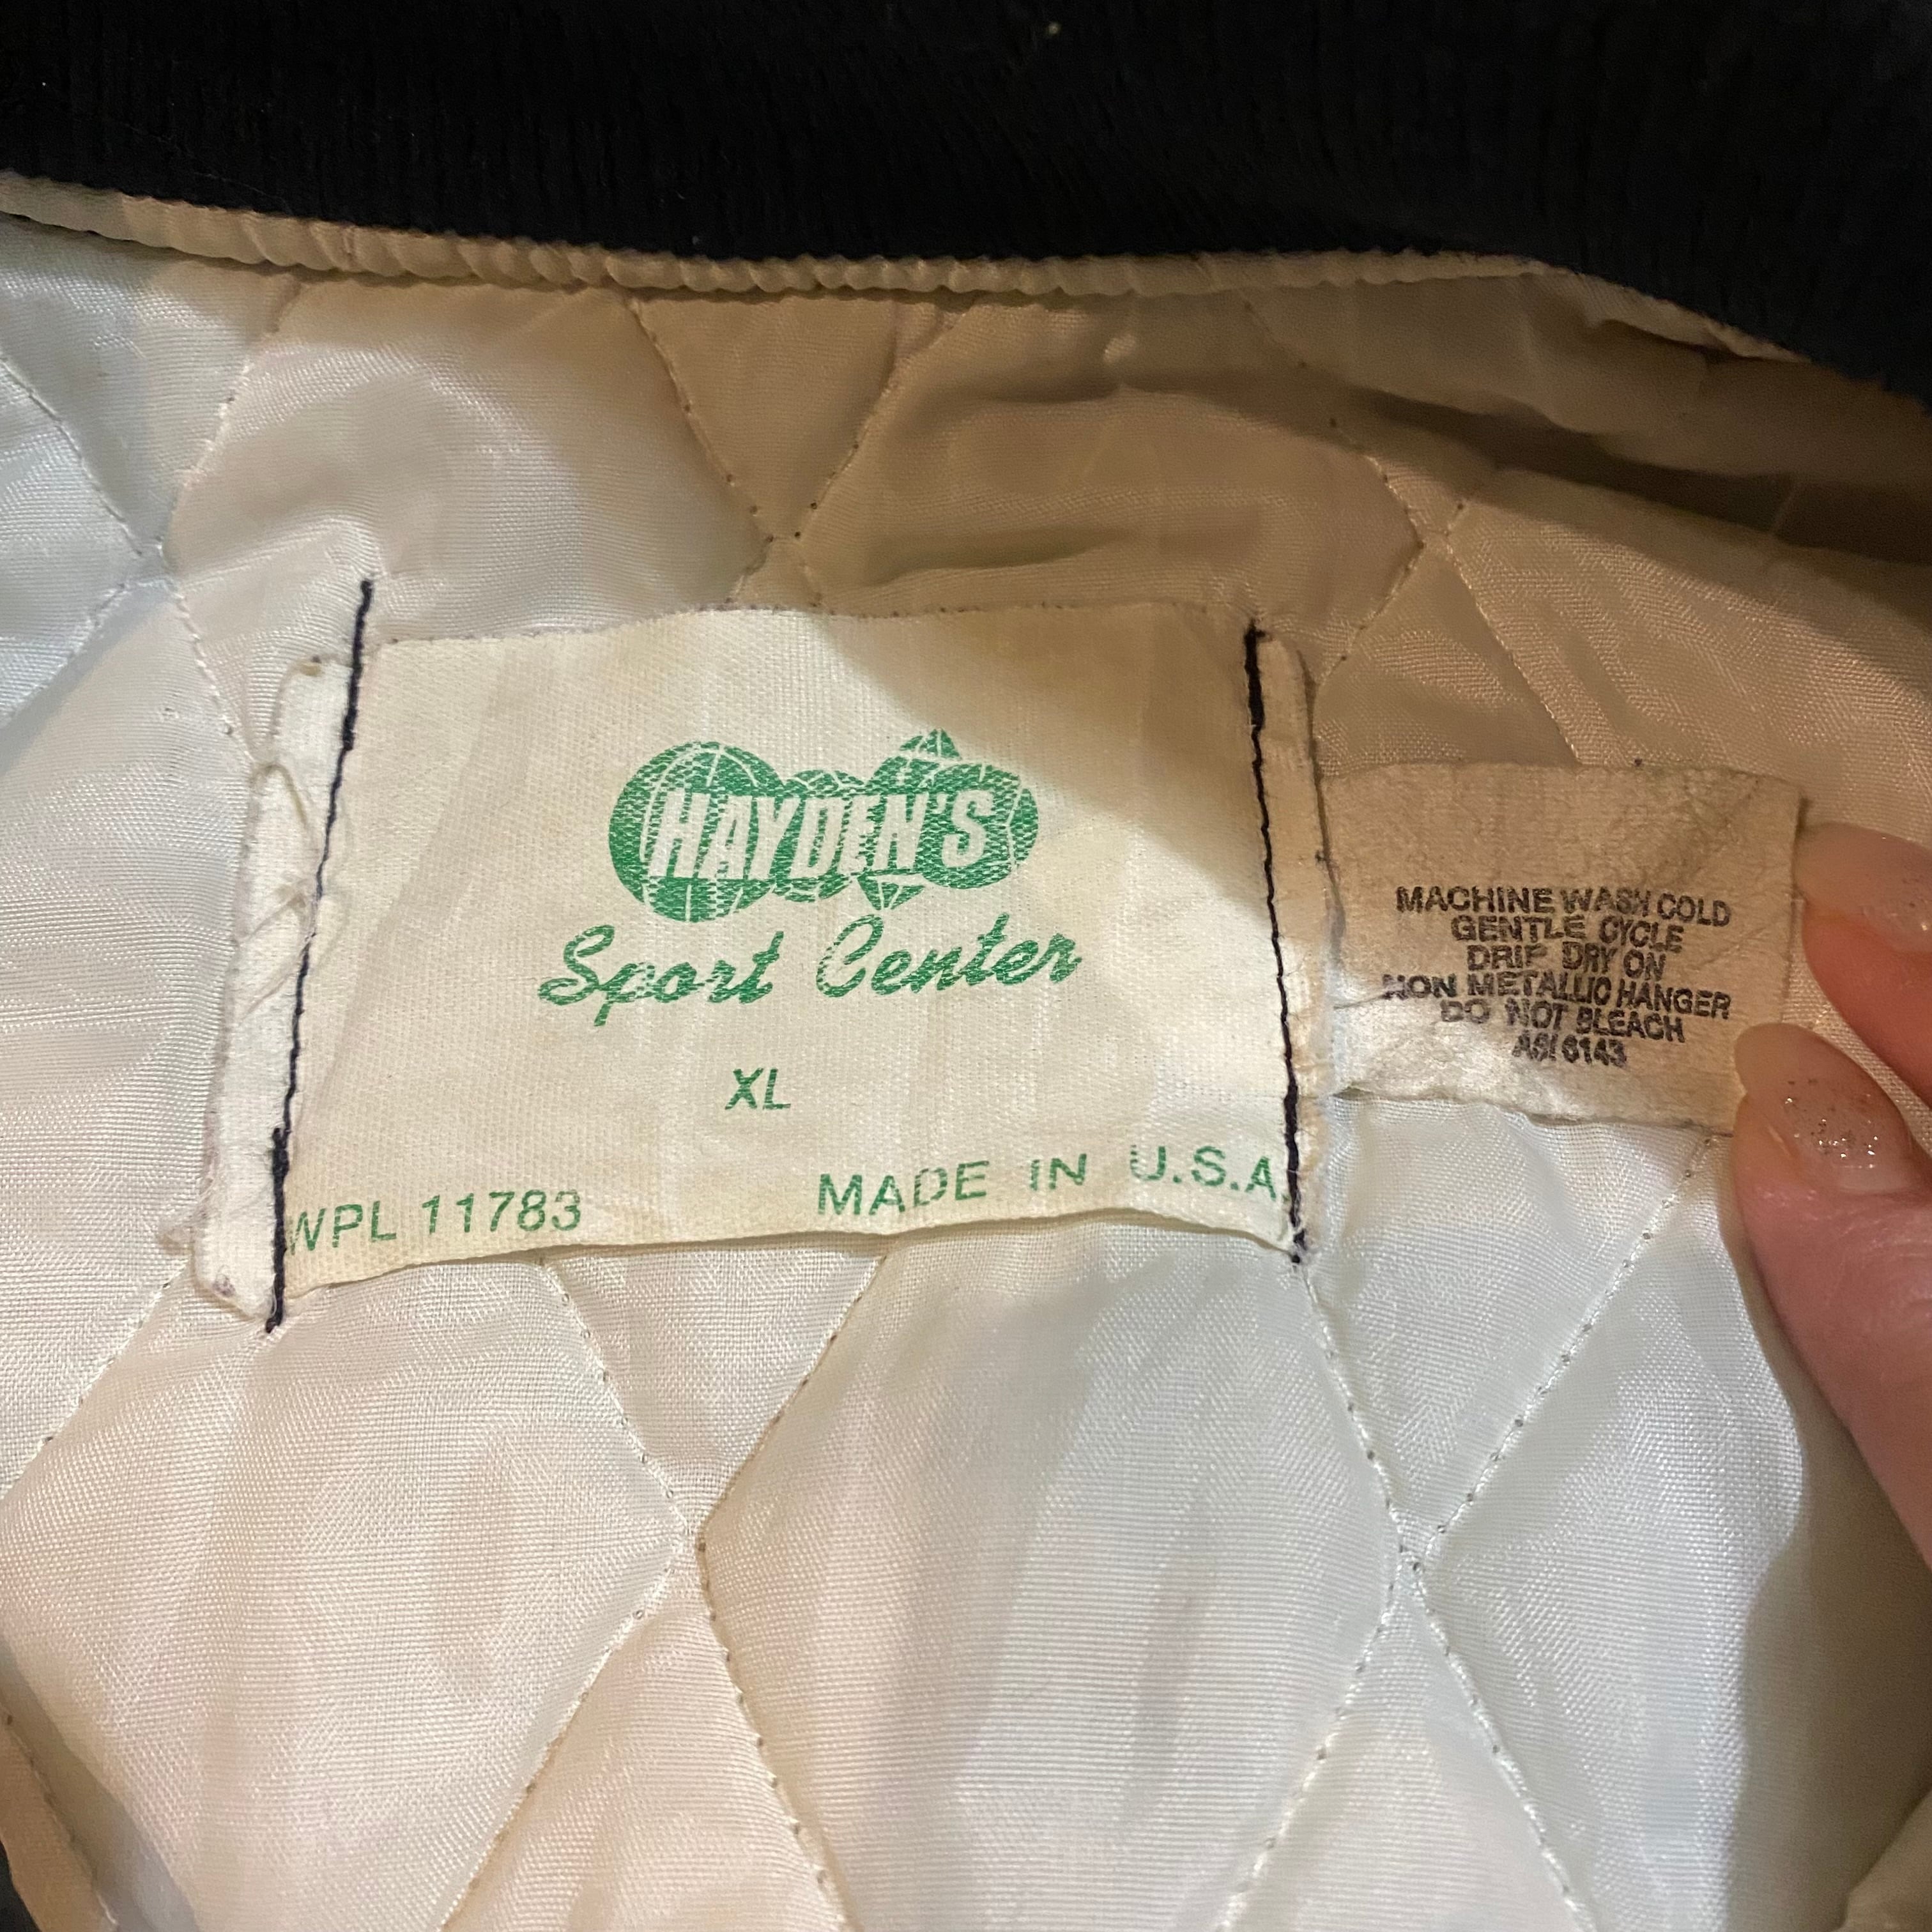 HAYDEN'S
Sport Center
XL
WPL 11783 MADE IN U.S.A.
MACHINE WASH COLD
GENTLE CYCLE
DRIP DRY ON
NON METALLIC HANGER
DO NOT BLEACH
ASI 6143